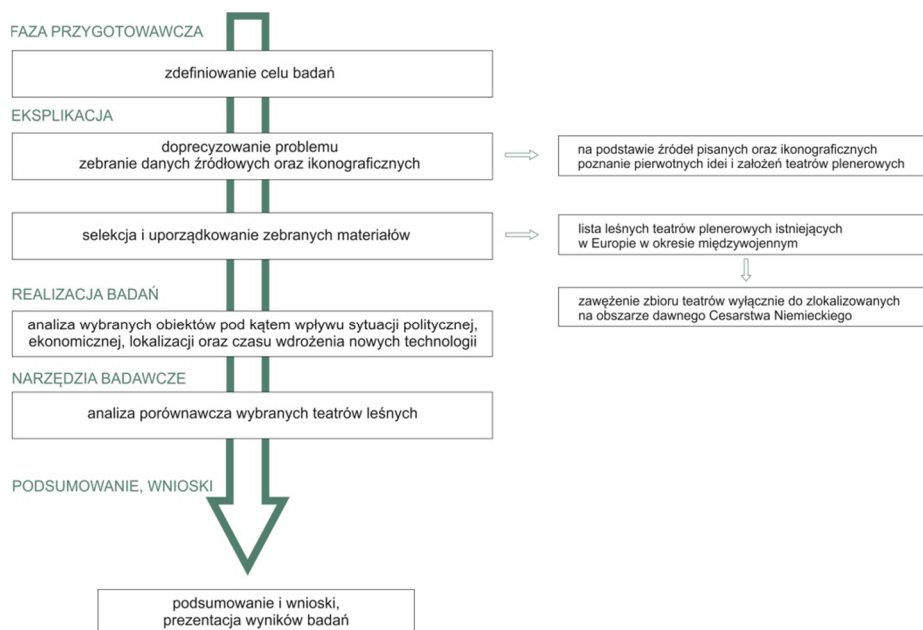 FAZA PRZYGOTOWAWCZA
zdefiniowanie celu badań
EKSPLIKACJA
doprecyzowanie problemu
zebranie danych źródłowych oraz ikonograficznych
na podstawie źródeł pisanych oraz ikonograficznych
poznanie pierwotnych idei i założeń teatrów plenerowych
selekcja i uporządkowanie zebranych materiałów
lista leśnych teatrów plenerowych istniejących
w Europie w okresie międzywojennym
zawężenie zbioru teatrów wyłącznie do zlokalizowanych
na obszarze dawnego Cesarstwa Niemieckiego
REALIZACJA BADAŃ
analiza wybranych obiektów pod kątem wpływu sytuacji politycznej,
ekonomicznej, lokalizacji oraz czasu wdrożenia nowych technologii
NARZĘDZIA BADAWCZE
analiza porównawcza wybranych teatrów leśnych
PODSUMOWANIE, WNIOSKI
podsumowanie i wnioski,
prezentacja wyników badań